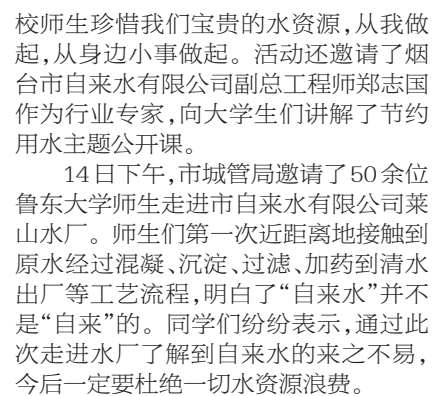 校师生珍惜我们宝贵的水资源,从我做
起,从身边小事做起。活动还邀请了烟
台市自来水有限公司副总工程师郑志国
作为行业专家,向大学生们讲解了节约
用水主题公开课。
14日下午,市城管局邀请了50余位
鲁东大学师生走进市自来水有限公司莱
山水厂。师生们第一次近距离地接触到
原水经过混凝、沉淀、过滤、加药到清水
出厂等工艺流程,明白了“自来水”并不
是“自来”的。同学们纷纷表示,通过此
次走进水厂了解到自来水的来之不易,
今后一定要杜绝一切水资源浪费。